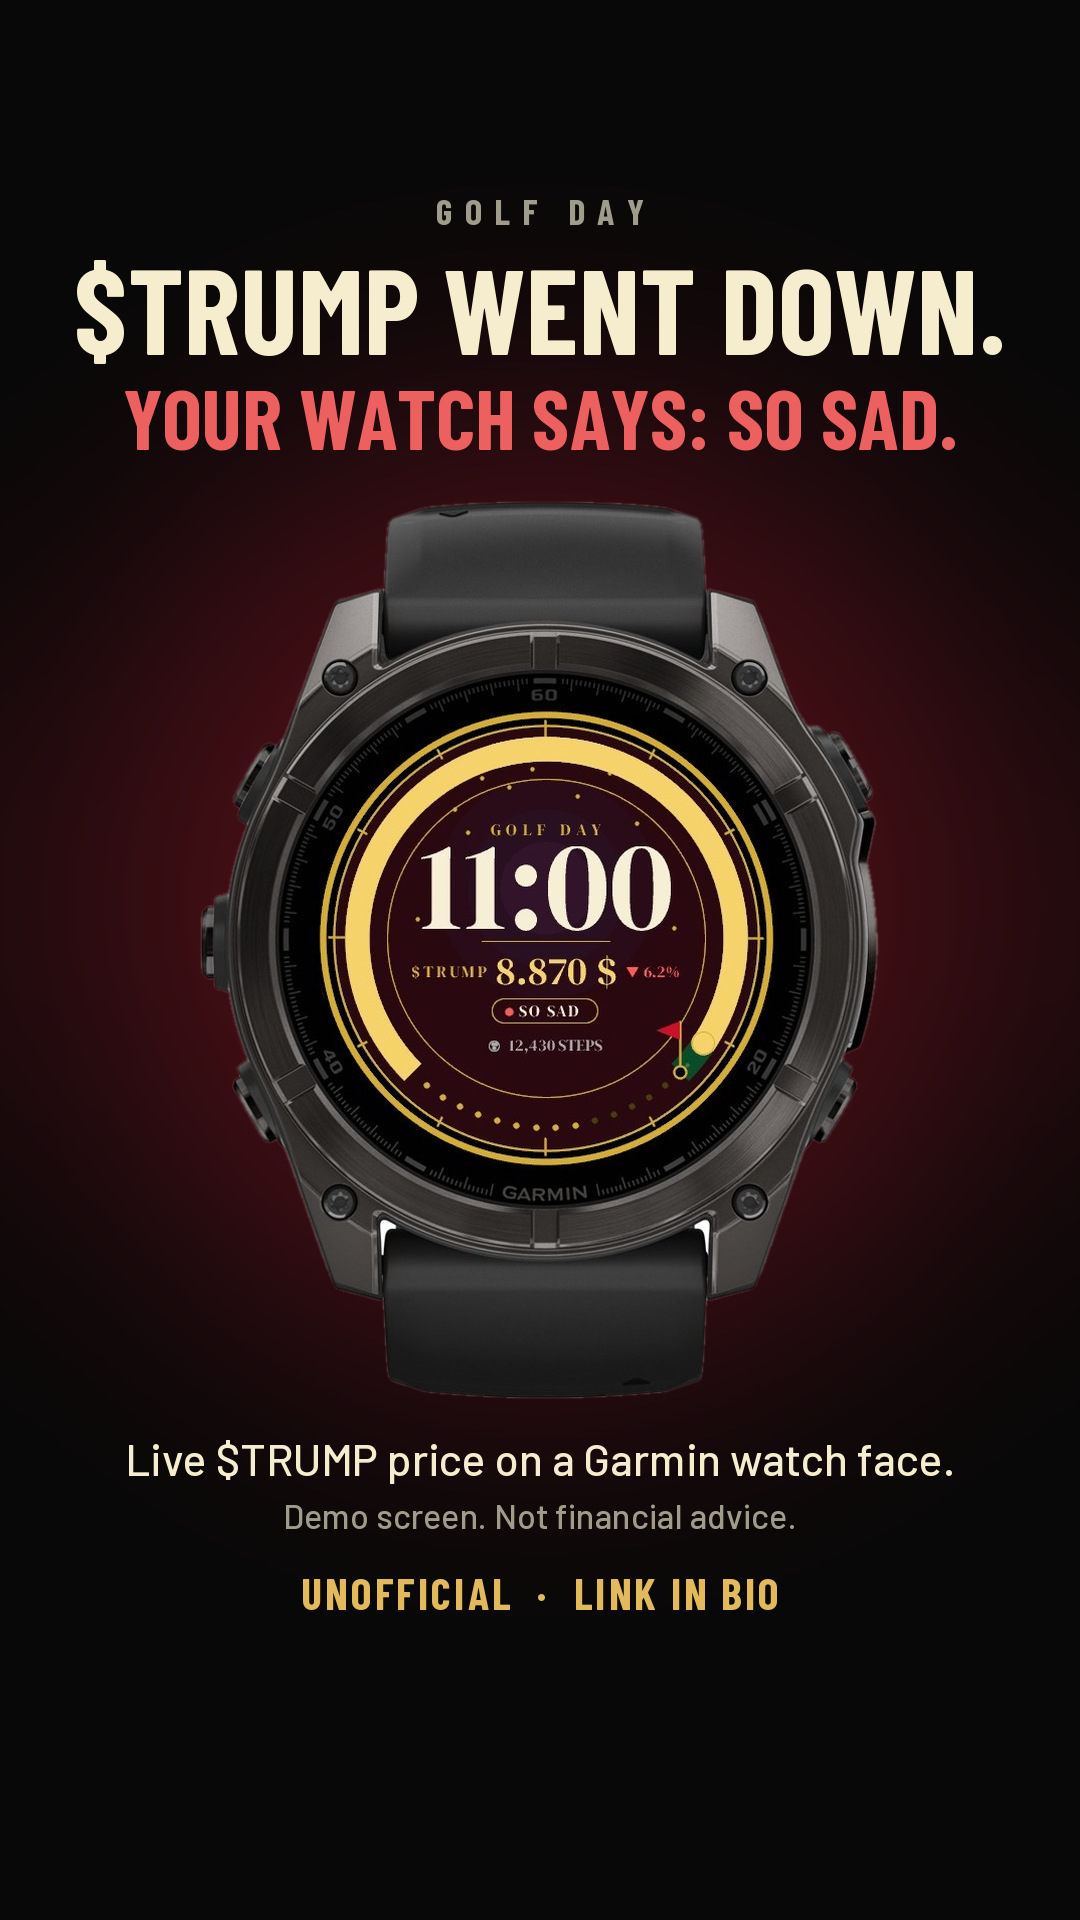 GOLF DAY
$TRUMP WENT DOWN.
YOUR WATCH SAYS: SO SAD.
60
50
GOLF DAY
11:00
$TRUMP 8.870 $ ▼ 6.2%
SO SAD
12,430 STEPS
40
20
GARMIN
Live $TRUMP price on a Garmin watch face.
Demo screen. Not financial advice.
UNOFFICIAL · LINK IN BIO